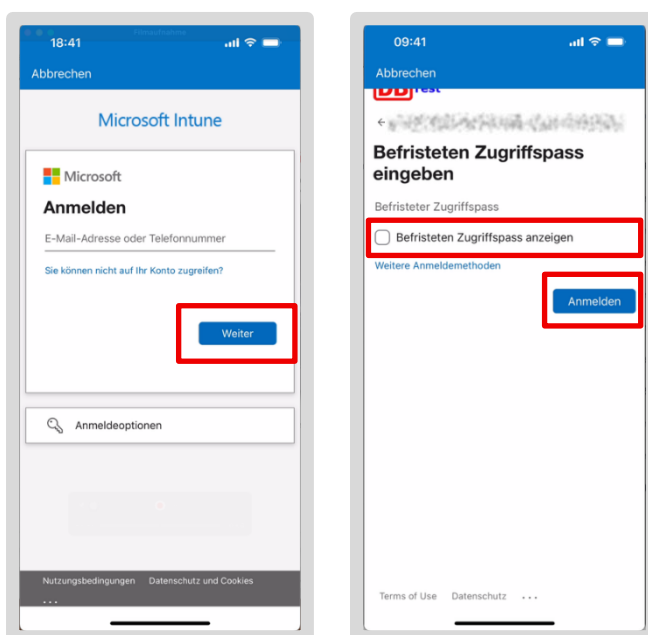 18:41
Abbrechen
Microsoft Intune
Microsoft
Anmelden
E-Mail-Adresse oder Telefonnummer
Sie können nicht auf Ihr Konto zugreifen?
Weiter
Anmeldeoptionen
Nutzungsbedingungen Datenschutz und Cookies
...
09:41
Abbrechen
DB Test
Befristeten Zugriffspass
eingeben
Befristeter Zugriffspass
Befristeten Zugriffspass anzeigen
Weitere Anmeldemethoden
Anmelden
Terms of Use Datenschutz ...